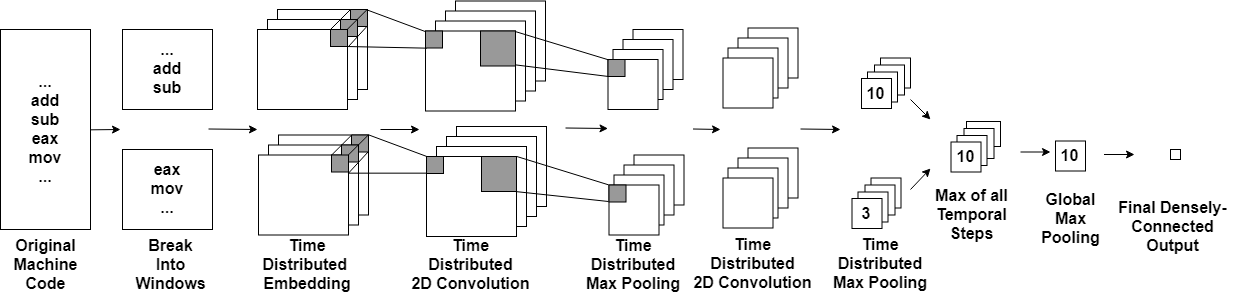 ...
add
sub
eax
mov
...
...
add
sub
eax
mov
...
10
3
10
10
Original
Machine
Code
Break
Into
Windows
Time
Distributed
Embedding
Time
Distributed
2D Convolution
Time
Distributed
Max Pooling
Time
Distributed
2D Convolution
Time
Distributed
Max Pooling
Max of all
Temporal
Steps
Global
Max
Pooling
Final Densely-
Connected
Output